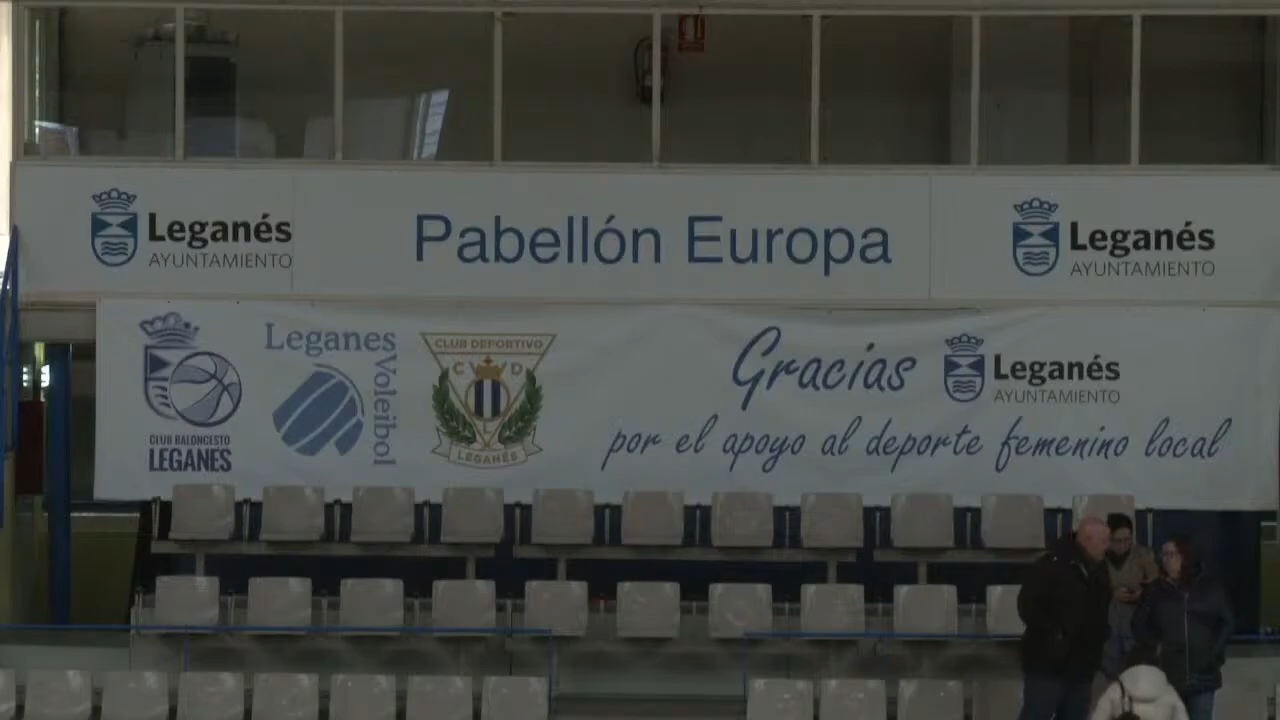 Leganés
AYUNTAMIENTO
Pabellón Europa
Leganés
AYUNTAMIENTO
CLUB BALONCESTO
LEGANES
Leganes
Voleibol
CLUB DEPORTIVO
C D
LEGANÉS
Gracias
Leganés
AYUNTAMIENTO
por el apoyo al deporte femenino local